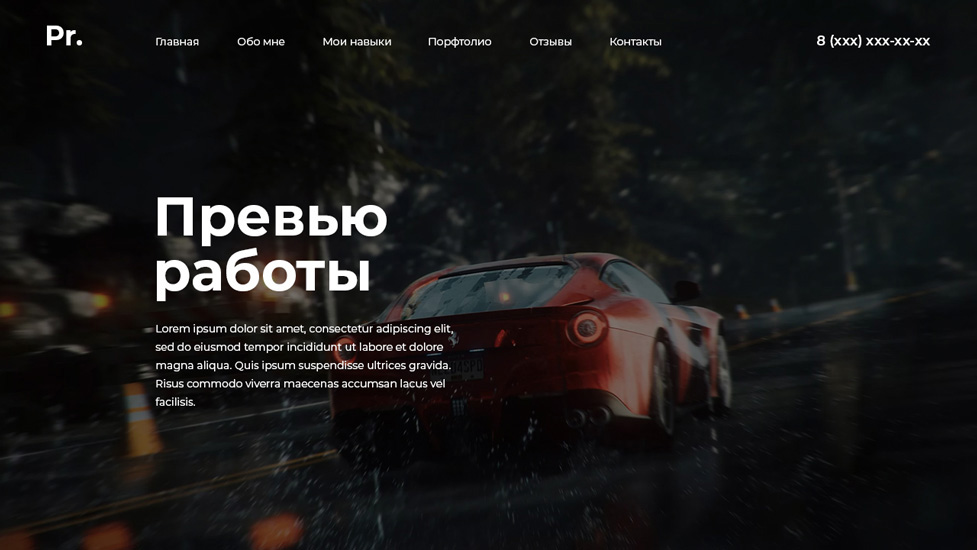 Pr.
Главная Обо мне Мои навыки Порфтолио Отзывы Контакты 8 (xxx) xxx-xx-xx
Превью
работы
Lorem ipsum dolor sit amet, consectetur adipiscing elit,
sed do eiusmod tempor incididunt ut labore et dolore
magna aliqua. Quis ipsum suspendisse ultrices gravida.
Risus commodo viverra maecenas accumsan lacus vel
facilisis.